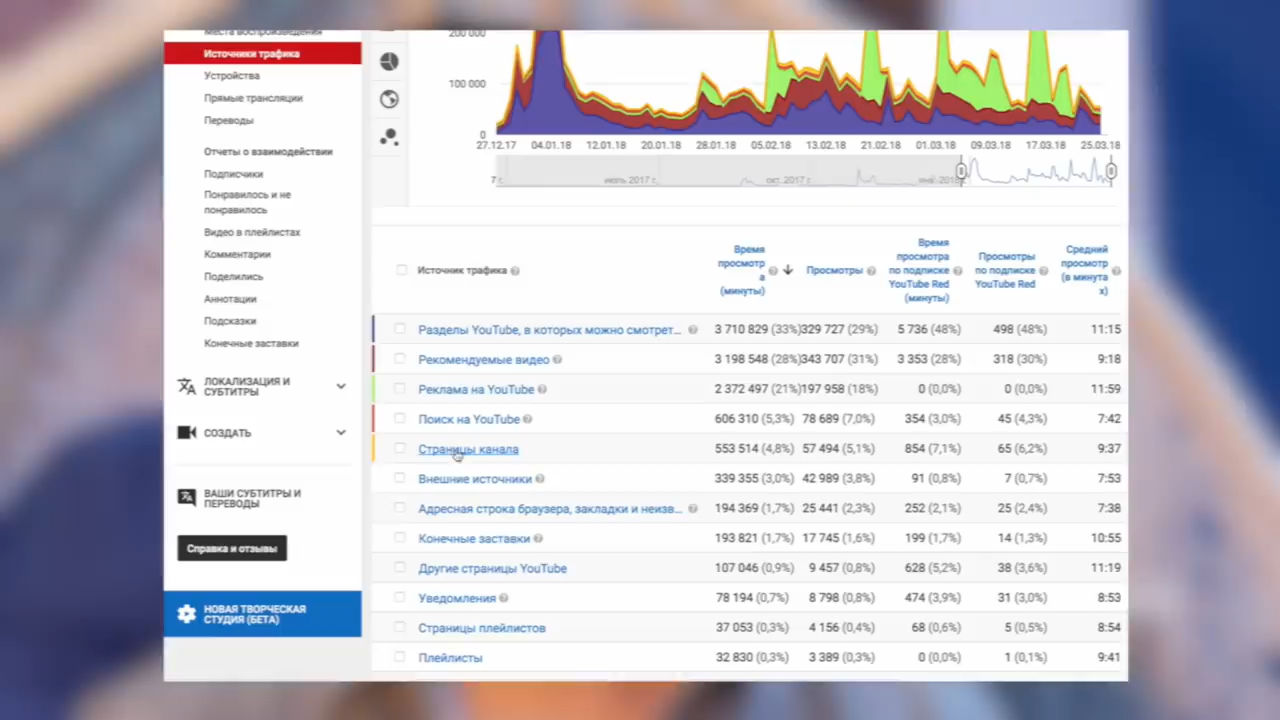 Места воспроизведения
Источники трафика
Устройства
Прямые трансляции
Переводы
Отчеты о взаимодействии
Подписчики
Понравилось и не
понравилось
Видео в плейлистах
Комментарии
Поделились
Аннотации
Подсказки
Конечные заставки
ЛОКАЛИЗАЦИЯ И
СУБТИТРЫ
СОЗДАТЬ
ВАШИ СУБТИТРЫ И
ПЕРЕВОДЫ
Справка и отзывы
НОВАЯ ТВОРЧЕСКАЯ
СТУДИЯ (БЕТА)
200 000
100 000
0
27.12.17 04.01.18 12.01.18 20.01.18 28.01.18 05.02.18 13.02.18 21.02.18 01.03.18 09.03.18 17.03.18 25.03.18
7 г. июль 2017 г. окт. 2017 г. янв. 2018
Источник трафика
Время
просмотр
а
(минуты)
Просмотры
Время
просмотра
по подписке
YouTube Red
(минуты)
Просмотры
по подписке
YouTube Red
Средний
просмотр
(в минута
х)
Разделы YouTube, в которых можно смотрет... 3 710 829 (33%) 329 727 (29%) 5 736 (48%) 498 (48%) 11:15
Рекомендуемые видео 3 198 548 (28%) 343 707 (31%) 3 353 (28%) 318 (30%) 9:18
Реклама на YouTube 2 372 497 (21%) 197 958 (18%) 0 (0,0%) 0 (0,0%) 11:59
Поиск на YouTube 606 310 (5,3%) 78 689 (7,0%) 354 (3,0%) 45 (4,3%) 7:42
Страницы канала 553 514 (4,8%) 57 494 (5,1%) 854 (7,1%) 65 (6,2%) 9:37
Внешние источники 339 355 (3,0%) 42 989 (3,8%) 91 (0,8%) 7 (0,7%) 7:53
Адресная строка браузера, закладки и неизв... 194 369 (1,7%) 25 441 (2,3%) 252 (2,1%) 25 (2,4%) 7:38
Конечные заставки 193 821 (1,7%) 17 745 (1,6%) 199 (1,7%) 14 (1,3%) 10:55
Другие страницы YouTube 107 046 (0,9%) 9 457 (0,8%) 628 (5,2%) 38 (3,6%) 11:19
Уведомления 78 194 (0,7%) 8 798 (0,8%) 474 (3,9%) 31 (3,0%) 8:53
Страницы плейлистов 37 053 (0,3%) 4 156 (0,4%) 68 (0,6%) 5 (0,5%) 8:54
Плейлисты 32 830 (0,3%) 3 389 (0,3%) 0 (0,0%) 1 (0,1%) 9:41